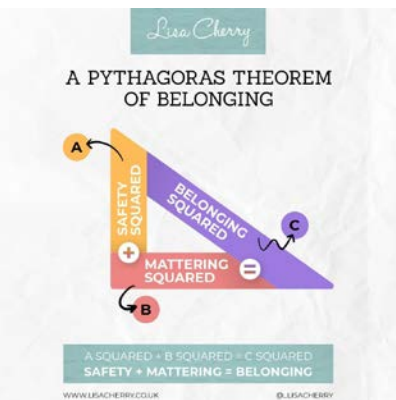 Lisa Cherry
A PYTHAGORAS THEOREM
OF BELONGING
A
SAFETY
SQUARED
BELONGING
SQUARED
C
+
MATTERING
SQUARED
=
B
A SQUARED + B SQUARED = C SQUARED
SAFETY + MATTERING = BELONGING
WWW.LISACHERRY.CO.UK
@_LISACHERRY